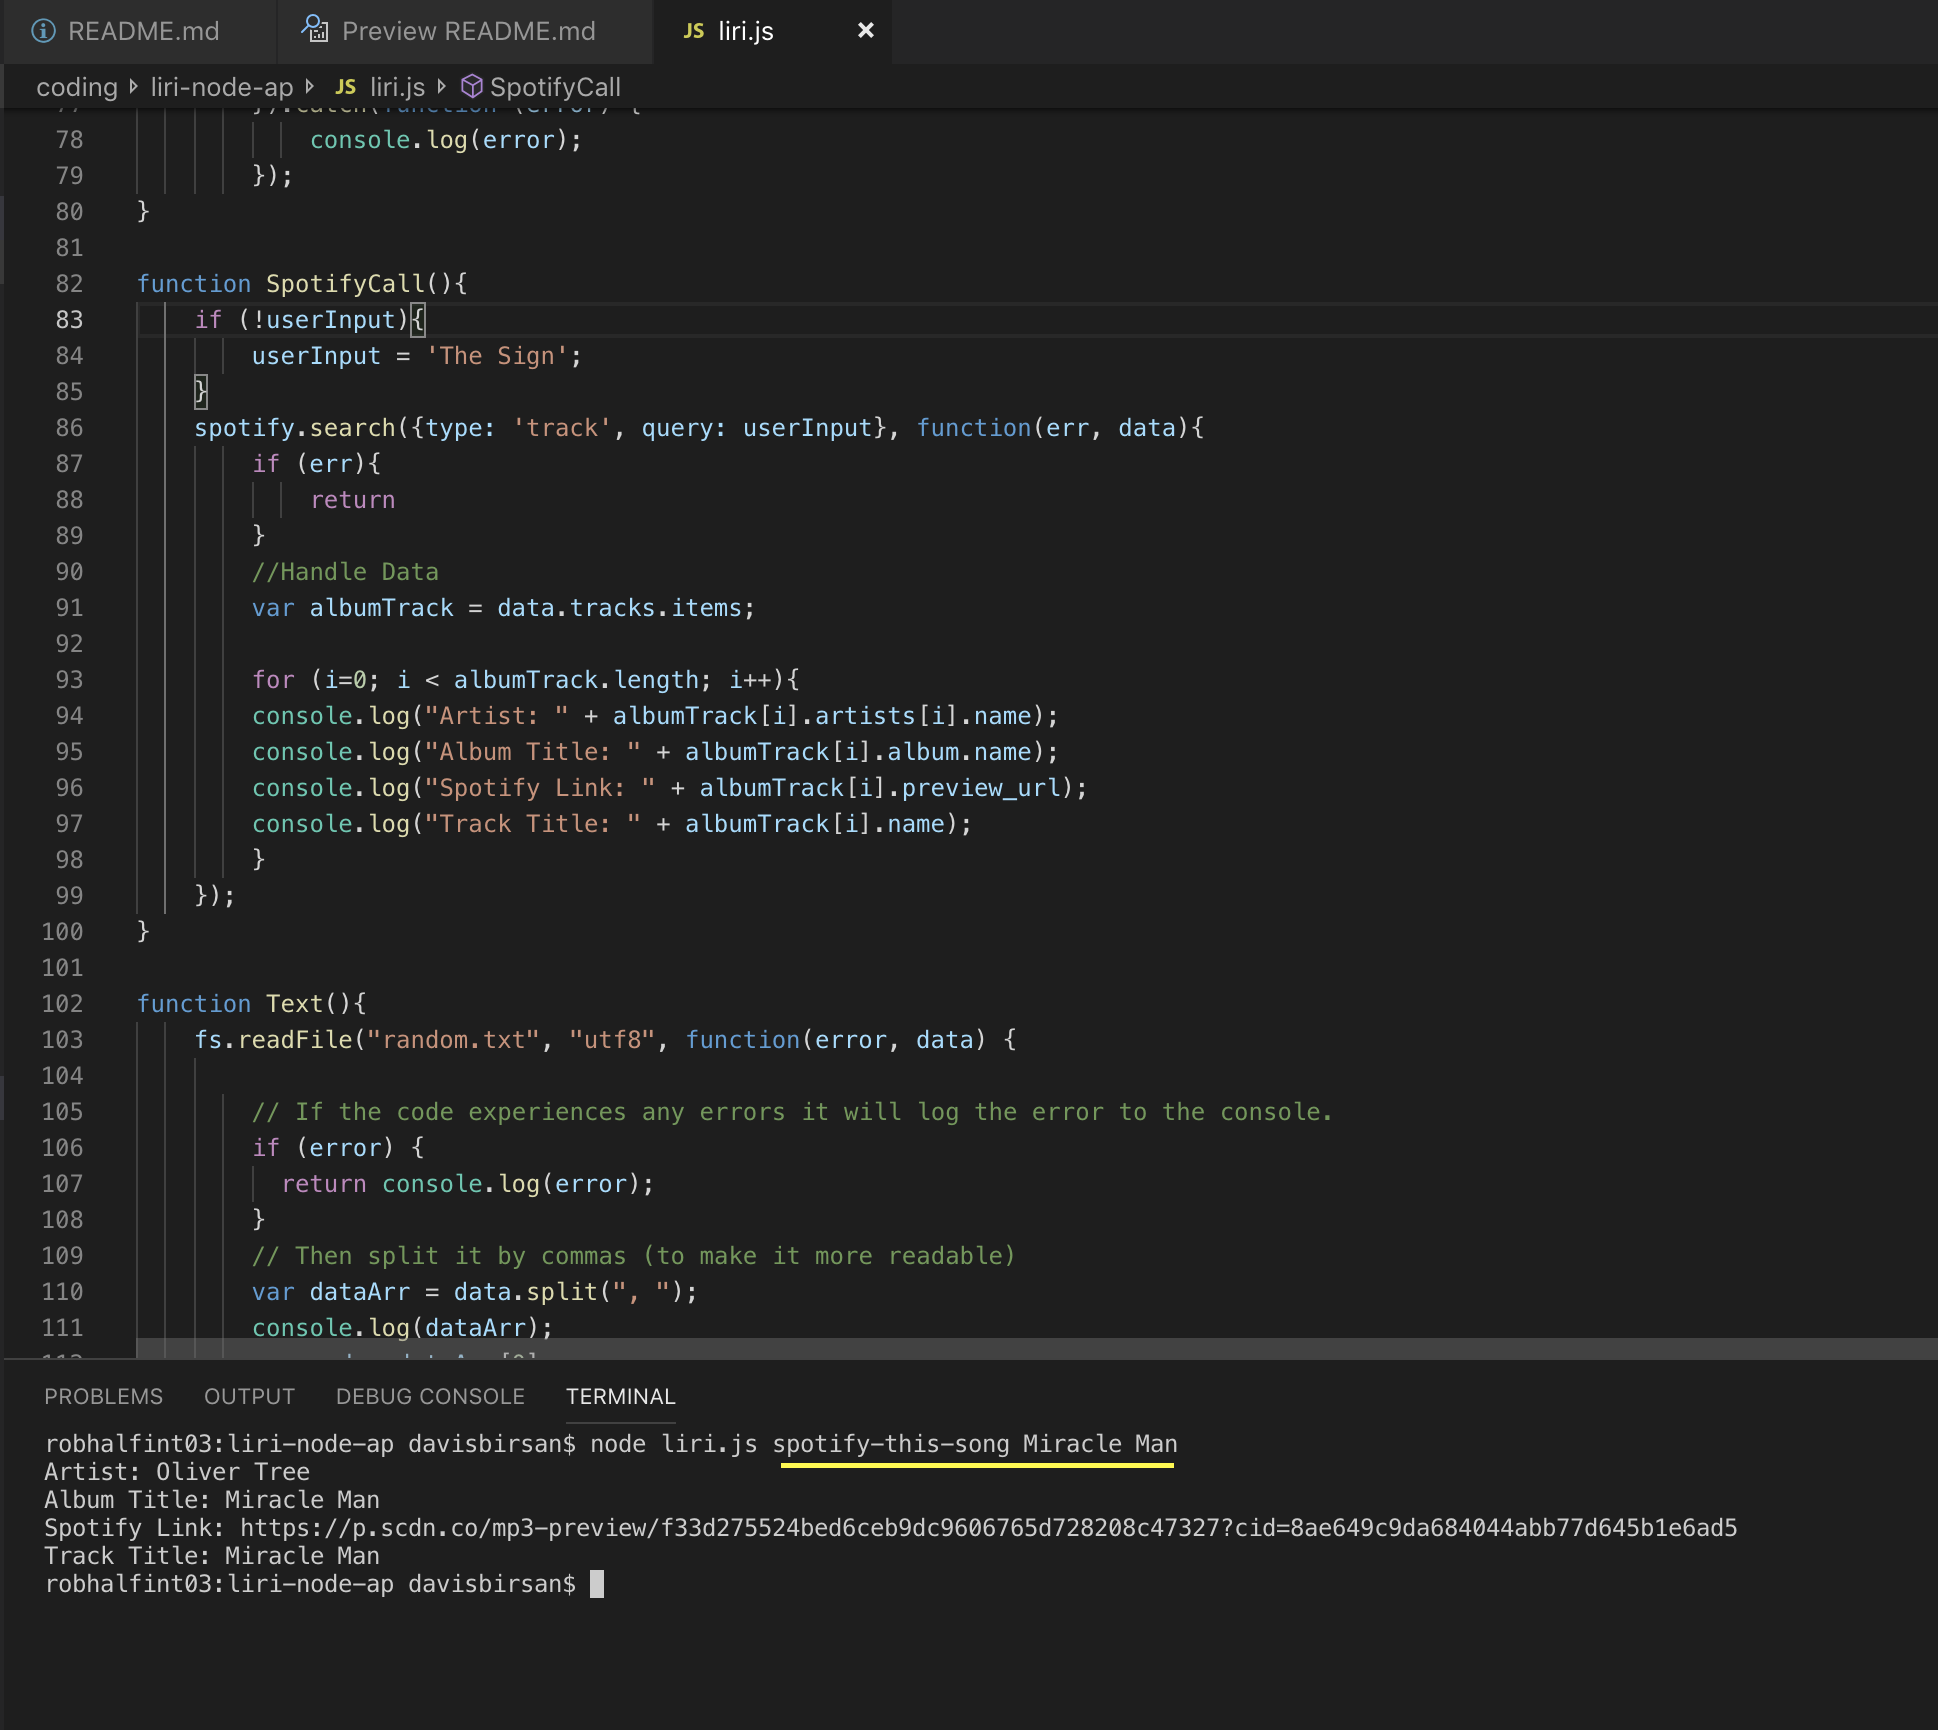 README.md Preview README.md JS liri.js ×
coding liri-node-ap JS liri.js SpotifyCall
77 }).catch(function (error) {
78 console.log(error);
79 });
80 }
81
82 function SpotifyCall(){
83 if (!userInput){
84 userInput = 'The Sign';
85 }
86 spotify.search({type: 'track', query: userInput}, function(err, data){
87 if (err){
88 return
89 }
90 //Handle Data
91 var albumTrack = data.tracks.items;
92
93 for (i=0; i < albumTrack.length; i++){
94 console.log("Artist: " + albumTrack[i].artists[i].name);
95 console.log("Album Title: " + albumTrack[i].album.name);
96 console.log("Spotify Link: " + albumTrack[i].preview_url);
97 console.log("Track Title: " + albumTrack[i].name);
98 }
99 });
100 }
101
102 function Text(){
103 fs.readFile("random.txt", "utf8", function(error, data) {
104
105 // If the code experiences any errors it will log the error to the console.
106 if (error) {
107 return console.log(error);
108 }
109 // Then split it by commas (to make it more readable)
110 var dataArr = data.split(", ");
111 console.log(dataArr);
PROBLEMS OUTPUT DEBUG CONSOLE TERMINAL
robhalfint03:liri-node-ap davisbirsan$ node liri.js spotify-this-song Miracle Man
Artist: Oliver Tree
Album Title: Miracle Man
Spotify Link: https://p.scdn.co/mp3-preview/f33d275524bed6ceb9dc9606765d728208c47327?cid=8ae649c9da684044abb77d645b1e6ad5
Track Title: Miracle Man
robhalfint03:liri-node-ap davisbirsan$